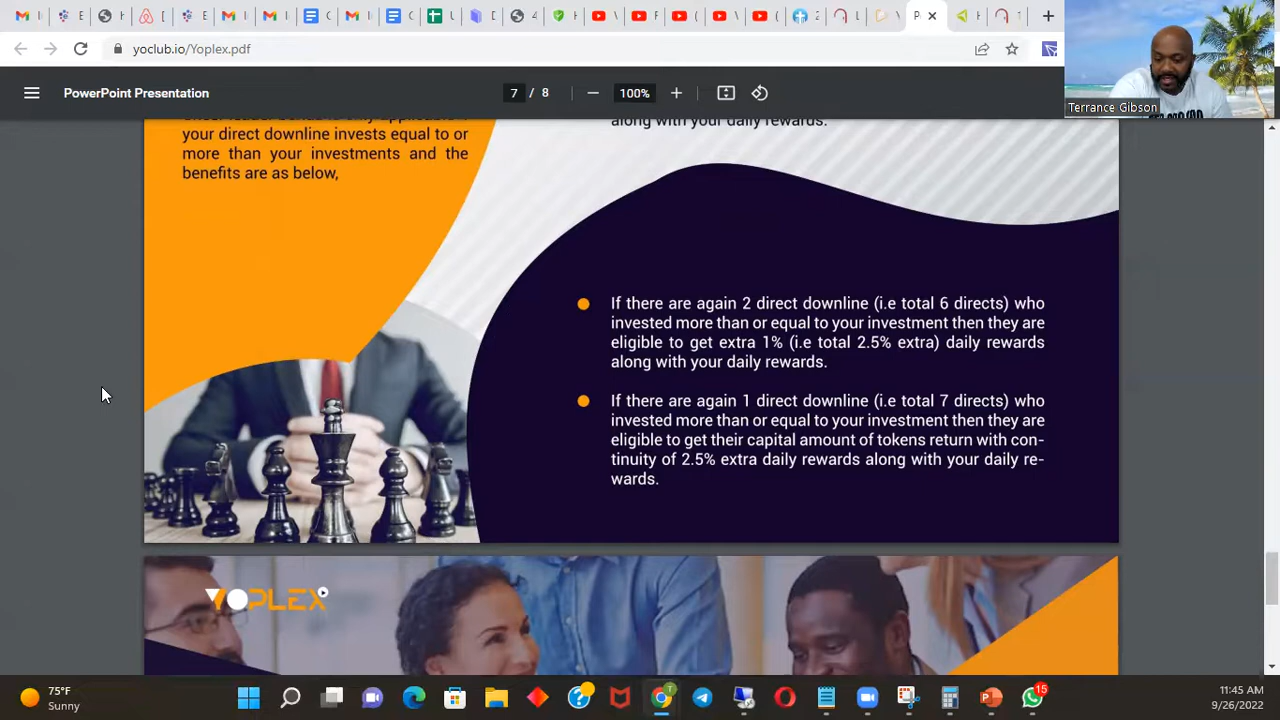 yoclub.io/Yoplex.pdf
Terrance Gibson
PowerPoint Presentation
7 / 8
100%
your direct downline invests equal to or
more than your investments and the
benefits are as below,
along with your daily rewards.
If there are again 2 direct downline (i.e total 6 directs) who
invested more than or equal to your investment then they are
eligible to get extra 1% (i.e total 2.5% extra) daily rewards
along with your daily rewards.
If there are again 1 direct downline (i.e total 7 directs) who
invested more than or equal to your investment then they are
eligible to get their capital amount of tokens return with con-
tinuity of 2.5% extra daily rewards along with your daily re-
wards.
YOPLEX
75°F
Sunny
15
11:45 AM
9/26/2022